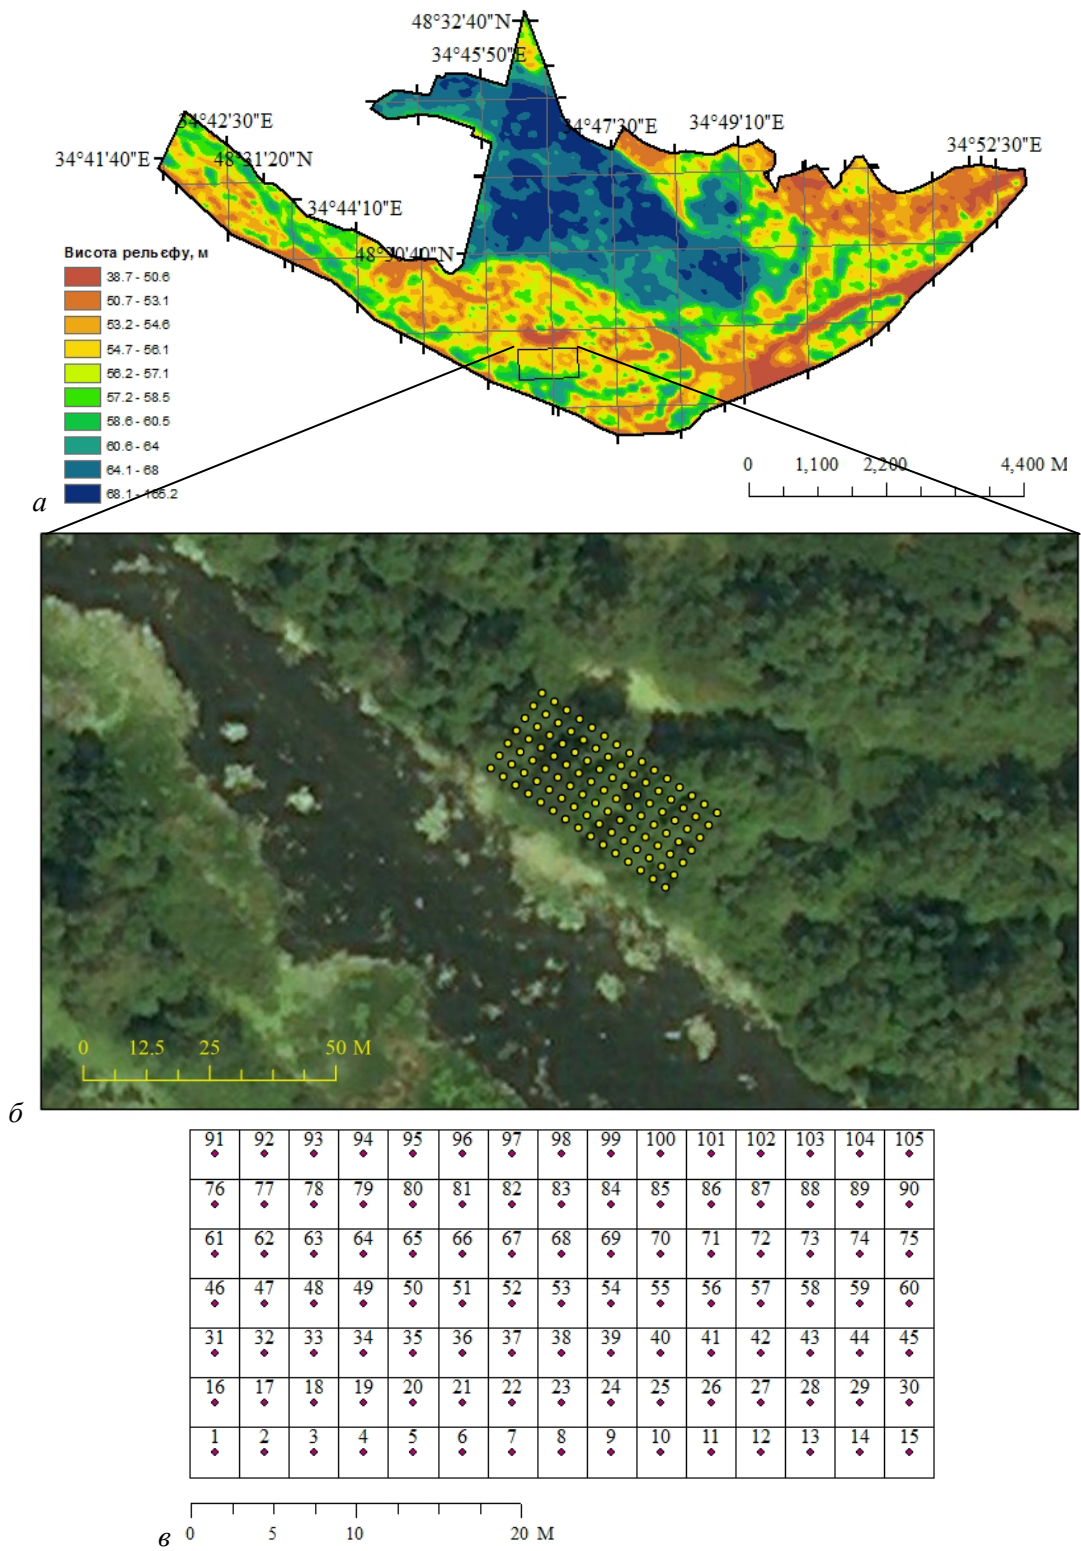 48°32'40"N
34°45'50"E
34°42'30"E
34°47'30"E
34°49'10"E
34°52'30"E
34°41'40"E
48°31'20"N
34°44'10"E
48°30'40"N
Висота рельєфу, м
38.7 - 50.6
50.7 - 53.1
53.2 - 54.6
54.7 - 56.1
56.2 - 57.1
57.2 - 58.5
58.6 - 60.5
60.6 - 64
64.1 - 68
68.1 - 165.2
0 1,100 2,200 4,400 М
а
0 12.5 25 50 М
б
91 92 93 94 95 96 97 98 99 100 101 102 103 104 105
76 77 78 79 80 81 82 83 84 85 86 87 88 89 90
61 62 63 64 65 66 67 68 69 70 71 72 73 74 75
46 47 48 49 50 51 52 53 54 55 56 57 58 59 60
31 32 33 34 35 36 37 38 39 40 41 42 43 44 45
16 17 18 19 20 21 22 23 24 25 26 27 28 29 30
1 2 3 4 5 6 7 8 9 10 11 12 13 14 15
в 0 5 10 20 М